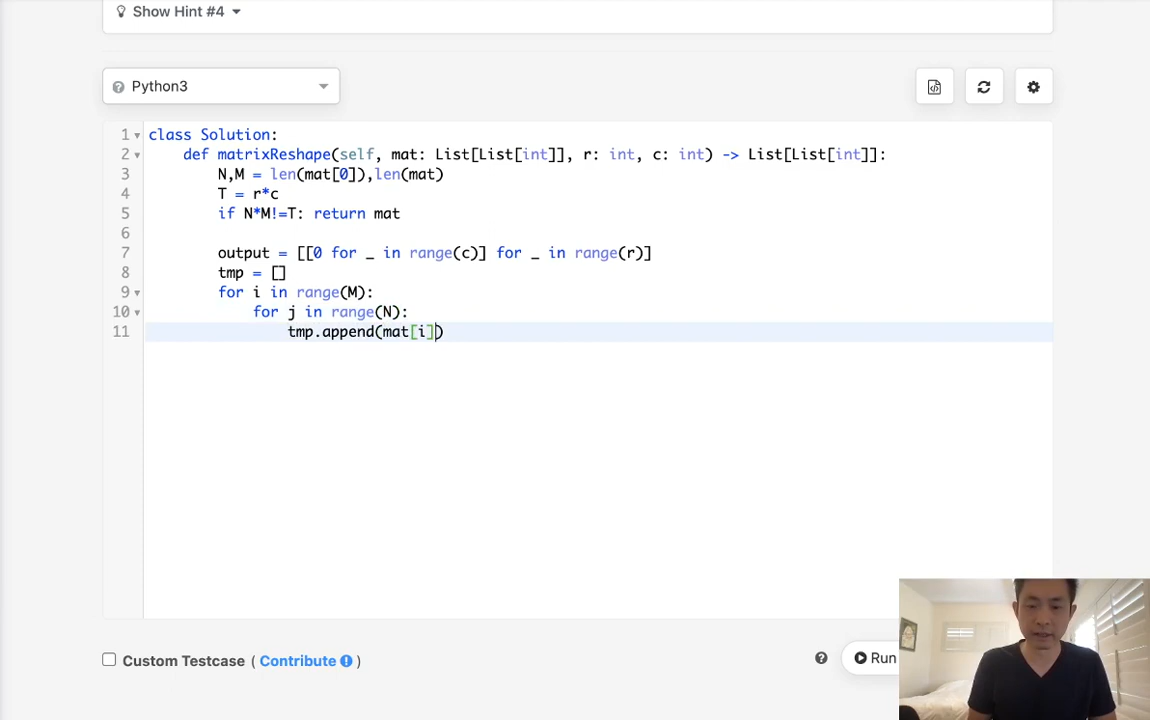 Show Hint #4
Python3
1 class Solution:
2     def matrixReshape(self, mat: List[List[int]], r: int, c: int) -> List[List[int]]:
3         N,M = len(mat[0]),len(mat)
4         T = r*c
5         if N*M!=T: return mat
6
7         output = [[0 for _ in range(c)] for _ in range(r)]
8         tmp = []
9         for i in range(M):
10             for j in range(N):
11                 tmp.append(mat[i])
Custom Testcase ( Contribute ) Run